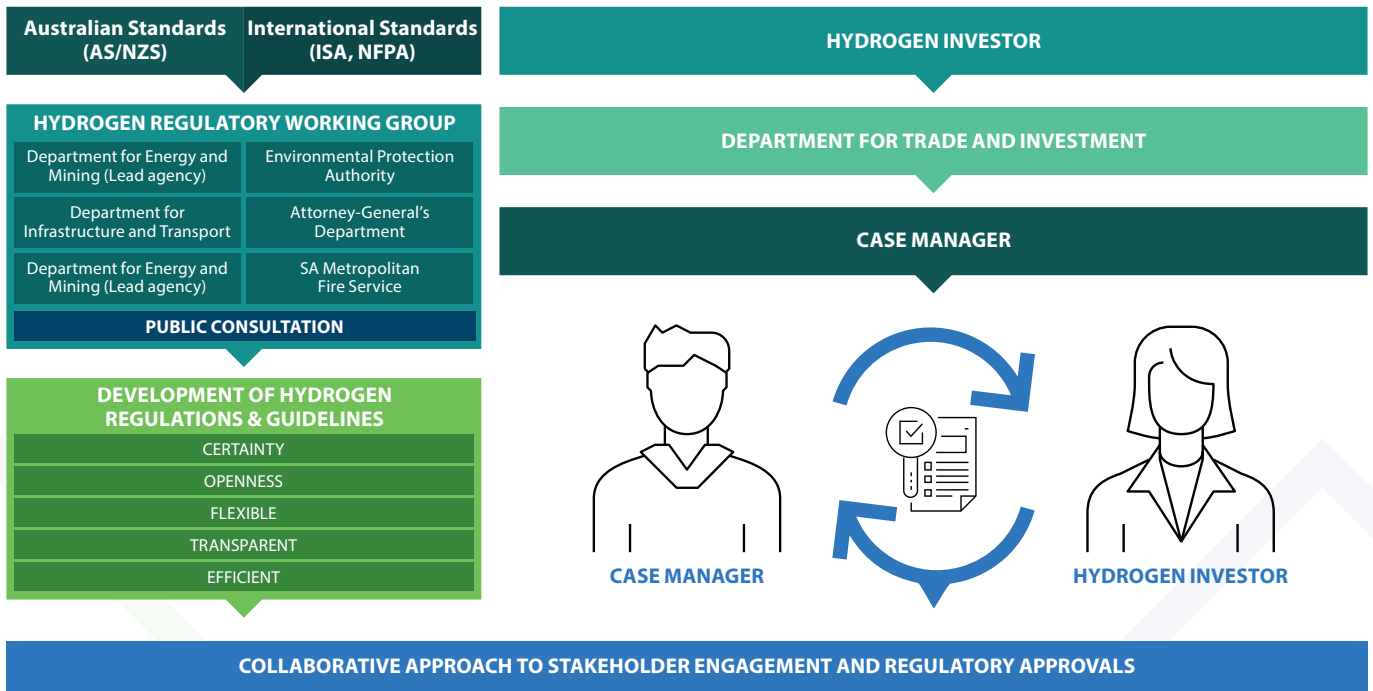 Australian Standards
(AS/NZS)
International Standards
(ISA, NFPA)
HYDROGEN REGULATORY WORKING GROUP
Department for Energy and
Mining (Lead agency)
Environmental Protection
Authority
Department for
Infrastructure and Transport
Attorney-General's
Department
Department for Energy and
Mining (Lead agency)
SA Metropolitan
Fire Service
PUBLIC CONSULTATION
DEVELOPMENT OF HYDROGEN
REGULATIONS & GUIDELINES
CERTAINTY
OPENNESS
FLEXIBLE
TRANSPARENT
EFFICIENT
HYDROGEN INVESTOR
DEPARTMENT FOR TRADE AND INVESTMENT
CASE MANAGER
CASE MANAGER
HYDROGEN INVESTOR
COLLABORATIVE APPROACH TO STAKEHOLDER ENGAGEMENT AND REGULATORY APPROVALS